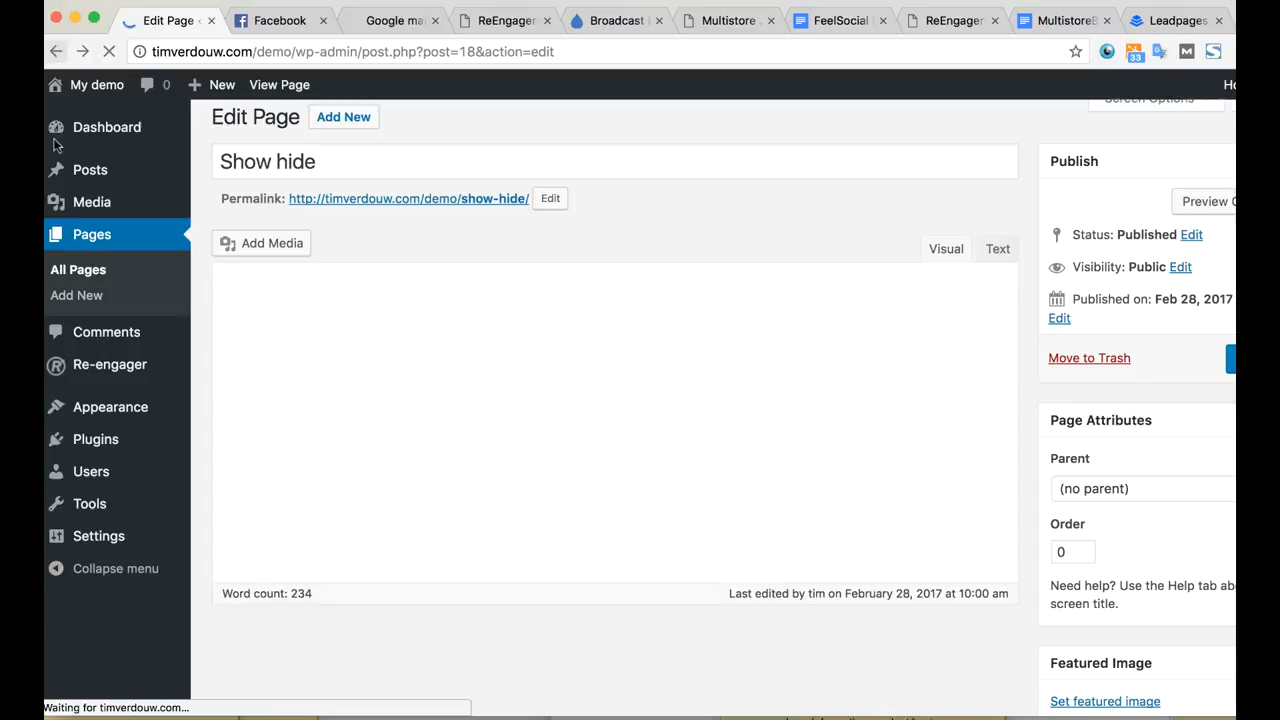 Edit Page
Facebook
Google ma
ReEngager
Broadcast |
Multistore
FeelSocial
ReEngager
MultistoreB
Leadpages
timverdouw.com/demo/wp-admin/post.php?post=18&action=edit
33
My demo
0
New
View Page
Screen Options
Edit Page
Add New
Dashboard
Show hide
Publish
Posts
Permalink: http://timverdouw.com/demo/show-hide/
Edit
Media
Preview
Pages
Status: Published Edit
Add Media
Visual
Text
Visibility: Public Edit
All Pages
Add New
Published on: Feb 28, 2017
Edit
Comments
Re-engager
Move to Trash
Appearance
Page Attributes
Plugins
Parent
Users
(no parent)
Tools
Order
Settings
0
Collapse menu
Need help? Use the Help tab
screen title.
Word count: 234
Last edited by tim on February 28, 2017 at 10:00 am
Featured Image
Set featured image
Waiting for timverdouw.com...